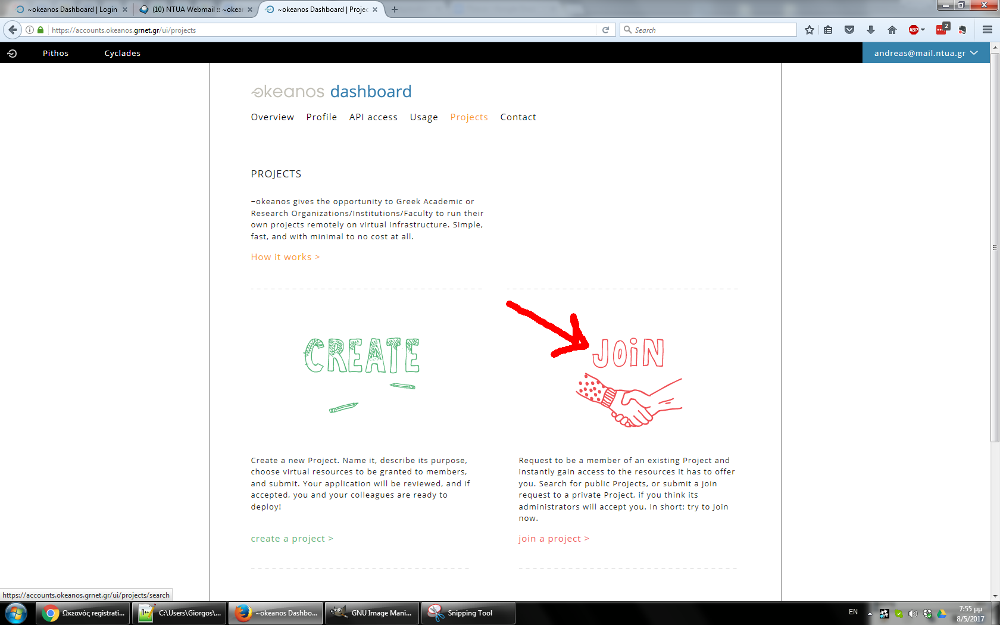 ~okeanos Dashboard | Login
(10) NTUA Webmail :: ~okean
~okeanos Dashboard | Projec
https://accounts.okeanos.grnet.gr/ui/projects
Search
ABP
2
Pithos
Cyclades
andreas@mail.ntua.gr
okeanos dashboard
Overview
Profile
API access
Usage
Projects
Contact
PROJECTS
~okeanos gives the opportunity to Greek Academic or
Research Organizations/Institutions/Faculty to run their
own projects remotely on virtual infrastructure. Simple,
fast, and with minimal to no cost at all.
How it works >
CREATE
Create a new Project. Name it, describe its purpose,
choose virtual resources to be granted to members,
and submit. Your application will be reviewed, and if
accepted, you and your colleagues are ready to
deploy!
create a project >
JOiN
Request to be a member of an existing Project and
instantly gain access to the resources it has to offer
you. Search for public Projects, or submit a join
request to a private Project, if you think its
administrators will accept you. In short: try to Join
now.
join a project >
https://accounts.okeanos.grnet.gr/ui/projects/search
Ωκεανός registrati...
C:\Users\Giorgos\...
~okeanos Dashbo...
GNU Image Mani...
Snipping Tool
EN
7:55 μμ
8/5/2017